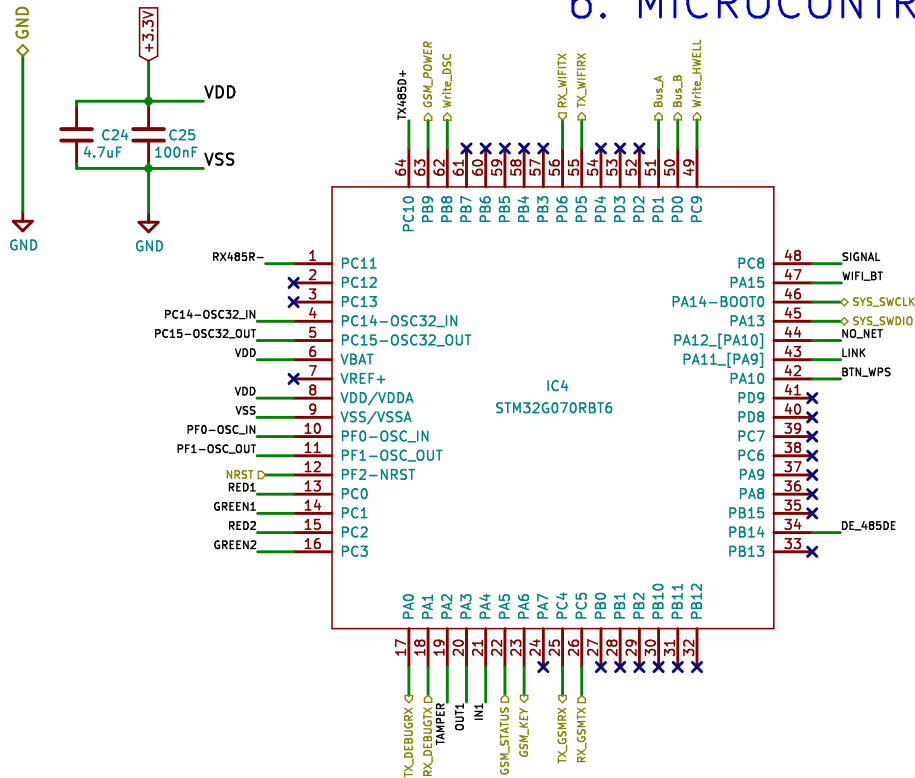 6. MICROCONTR
GND
+3.3V
VDD
C24
4.7uF
C25
100nF
VSS
GND
GND
TX485D+
GSM_POWER
Write_DSC
RX_WIFITX
TX_WIFIRX
Bus_A
Bus_B
Write_HWELL
64
63
62
61
60
59
58
57
56
55
54
53
52
51
50
49
PC10
PB9
PB8
PB7
PB6
PB5
PB4
PB3
PD6
PD5
PD4
PD3
PD2
PD1
PD0
PC9
RX485R- 1 PC11
2 PC12
3 PC13
PC14-OSC32_IN 4 PC14-OSC32_IN
PC15-OSC32_OUT 5 PC15-OSC32_OUT
VDD 6 VBAT
7 VREF+
VDD 8 VDD/VDDA
VSS 9 VSS/VSSA
PF0-OSC_IN 10 PF0-OSC_IN
PF1-OSC_OUT 11 PF1-OSC_OUT
NRST 12 PF2-NRST
RED1 13 PC0
GREEN1 14 PC1
RED2 15 PC2
GREEN2 16 PC3
IC4
STM32G070RBT6
PC8 48 SIGNAL
PA15 47 WIFI_BT
PA14-BOOT0 46 SYS_SWCLK
PA13 45 SYS_SWDIO
PA12_[PA10] 44 NO_NET
PA11_[PA9] 43 LINK
PA10 42 BTN_WPS
PD9 41
PD8 40
PC7 39
PC6 38
PA9 37
PA8 36
PB15 35
PB14 34 DE_485DE
PB13 33
PA0
PA1
PA2
PA3
PA4
PA5
PA6
PA7
PC4
PC5
PB0
PB1
PB2
PB10
PB11
PB12
17
18
19
20
21
22
23
24
25
26
27
28
29
30
31
32
TX_DEBUGRX
RX_DEBUGTX
TAMPER
OUT1
IN1
GSM_STATUS
GSM_KEY
TX_GSMRX
RX_GSMTX